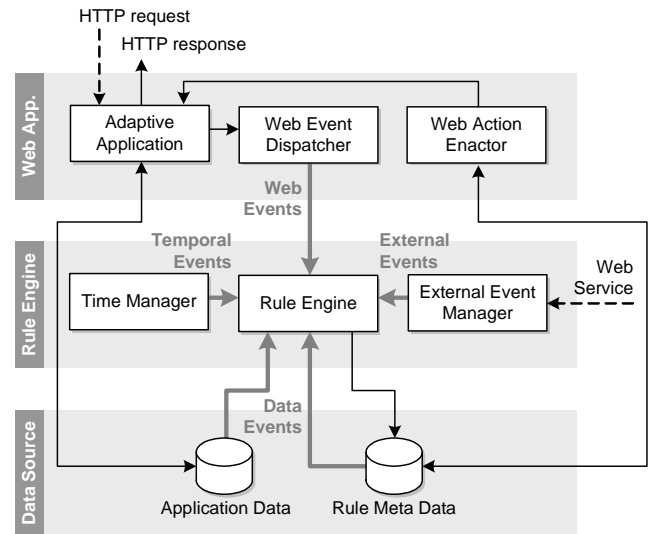 HTTP request
HTTP response
Web App.
Adaptive
Application
Web Event
Dispatcher
Web Action
Enactor
Web
Events
Temporal
Events
External
Events
Rule Engine
Time Manager
Rule Engine
External Event
Manager
Web
Service
Data
Events
Data Source
Application Data
Rule Meta Data